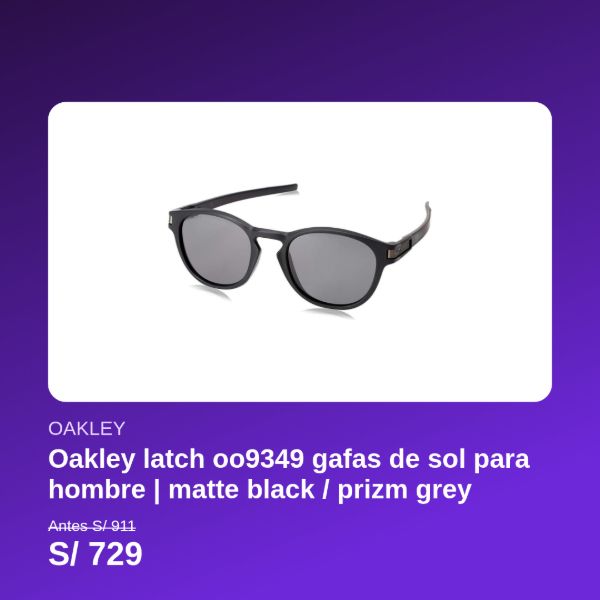 OAKLEY
Oakley latch oo9349 gafas de sol para
hombre | matte black / prizm grey
Antes S/ 911
S/ 729